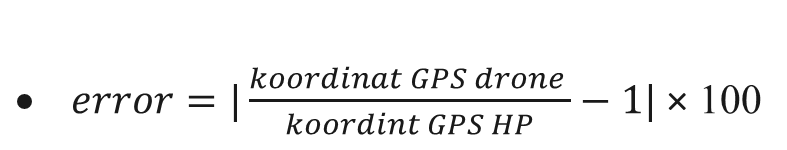 • error = |koordinat GPS drone / koordint GPS HP − 1| × 100